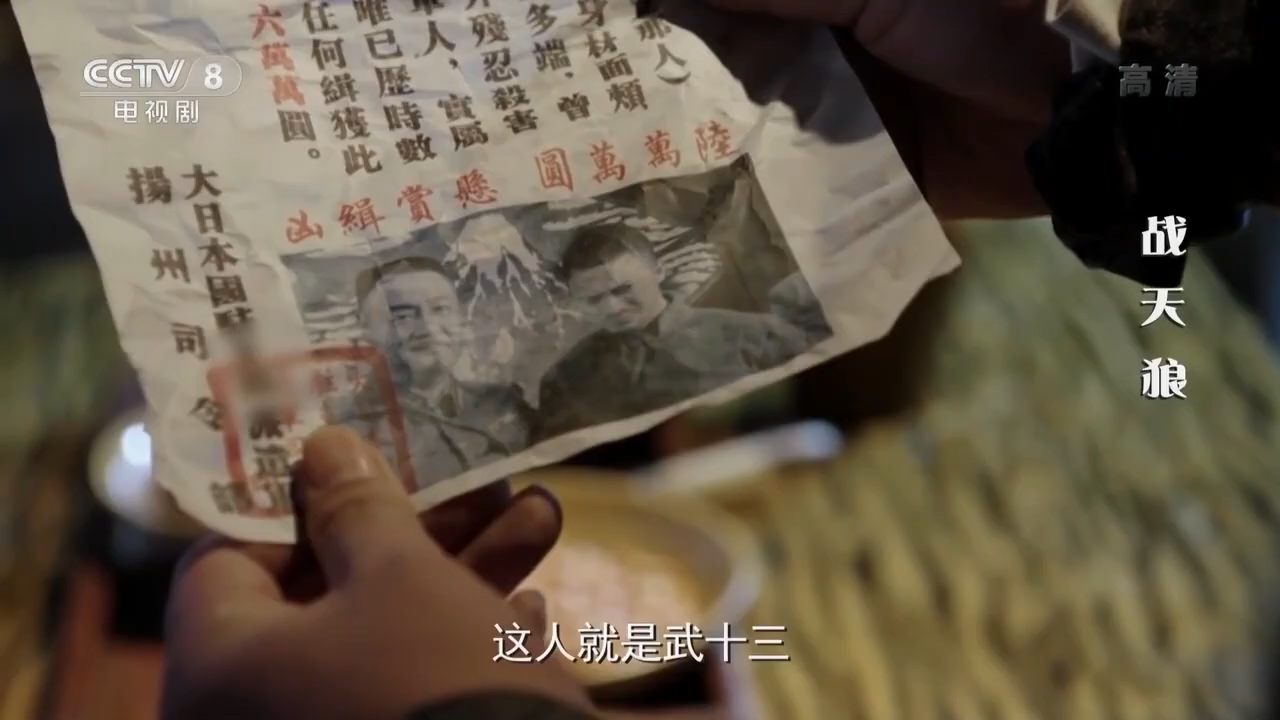 CCTV 8
电视剧
高清
战天狼
那人）
身林面頰
多端，曾
殘忍殺害
軍人，實屬
唯已歷時數
任何緝獲此
六萬萬圓。
陸萬萬圓 懸賞緝凶
大日本國
揚州司令
这人就是武十三